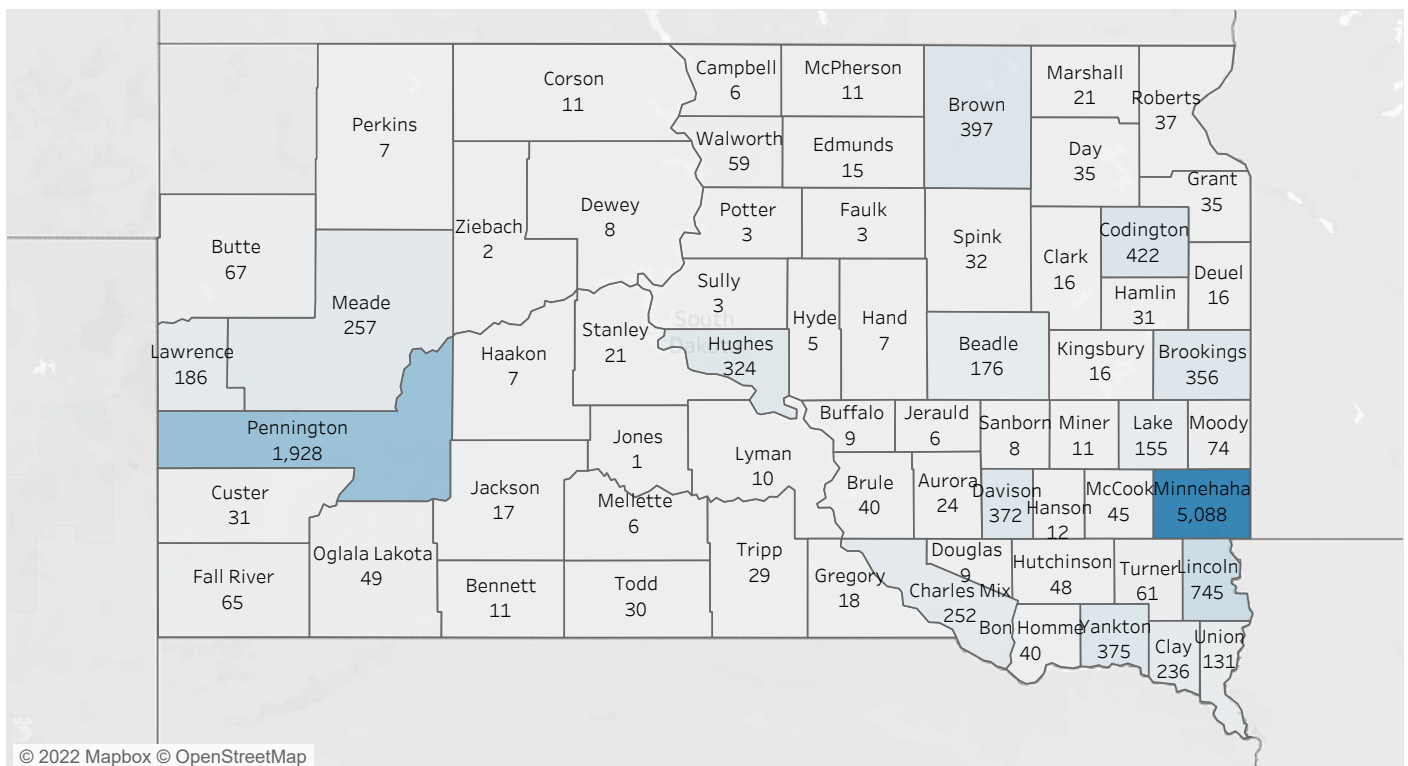 Corson
11
Campbell
6
McPherson
11
Brown
397
Marshall
21
Roberts
37
Perkins
7
Walworth
59
Edmunds
15
Day
35
Grant
35
Butte
67
Ziebach
2
Dewey
8
Potter
3
Faulk
3
Spink
32
Clark
16
Codington
422
Deuel
16
Meade
257
Sully
3
Hyde
5
Hand
7
Hamlin
31
Lawrence
186
Haakon
7
Stanley
21
South
Dakota
Hughes
324
Beadle
176
Kingsbury
16
Brookings
356
Pennington
1,928
Jones
1
Lyman
10
Buffalo
9
Jerauld
6
Sanborn
8
Miner
11
Lake
155
Moody
74
Custer
31
Jackson
17
Mellette
6
Brule
40
Aurora
24
Davison
372
Hanson
12
McCook
45
Minnehaha
5,088
Fall River
65
Oglala Lakota
49
Bennett
11
Todd
30
Tripp
29
Gregory
18
Charles Mix
252
Douglas
9
Hutchinson
48
Turner
61
Lincoln
745
Bon Homme
40
Yankton
375
Clay
236
Union
131
© 2022 Mapbox © OpenStreetMap